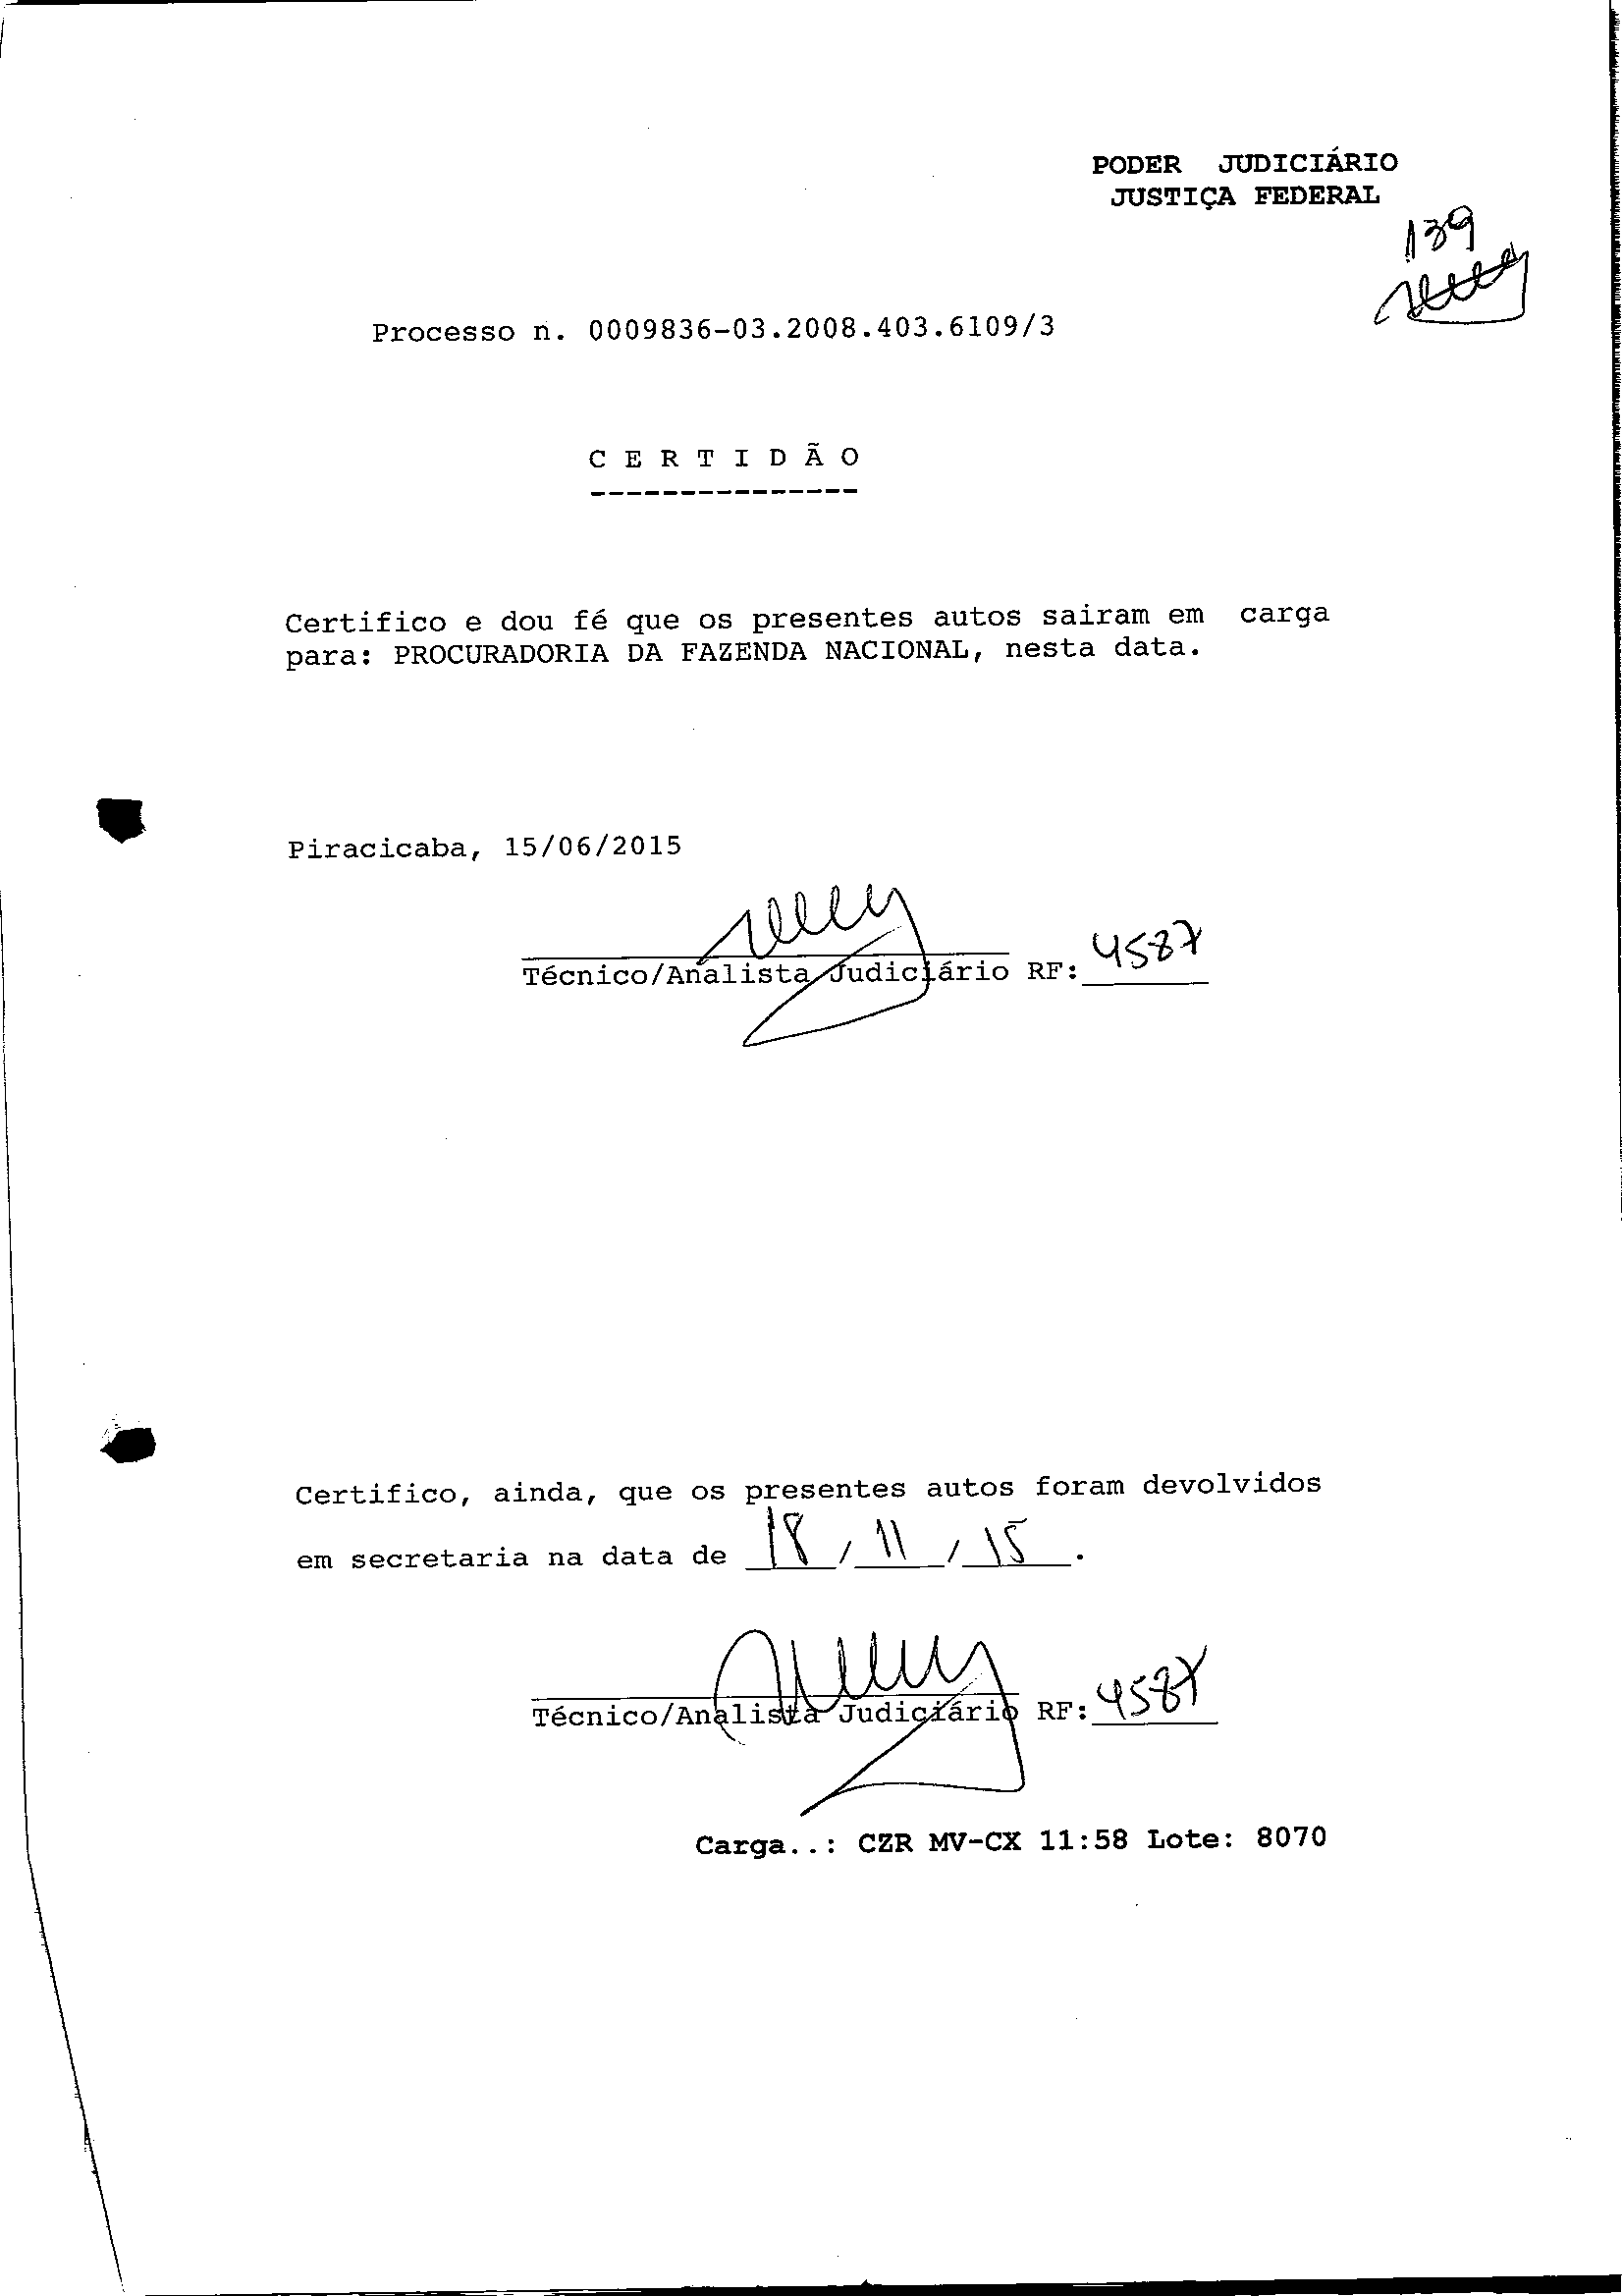 PODER JUDICIÁRIO
JUSTIÇA FEDERAL
139
Processo n. 0009836-03.2008.403.6109/3
C E R T I D Ã O
---------------
Certifico e dou fé que os presentes autos sairam em carga
para: PROCURADORIA DA FAZENDA NACIONAL, nesta data.
Piracicaba, 15/06/2015
Técnico/Analista Judiciário RF: 4587
Certifico, ainda, que os presentes autos foram devolvidos
em secretaria na data de 18 / 11 / 15 .
Técnico/Analista Judiciário RF: 4587
Carga..: CZR MV-CX 11:58 Lote: 8070